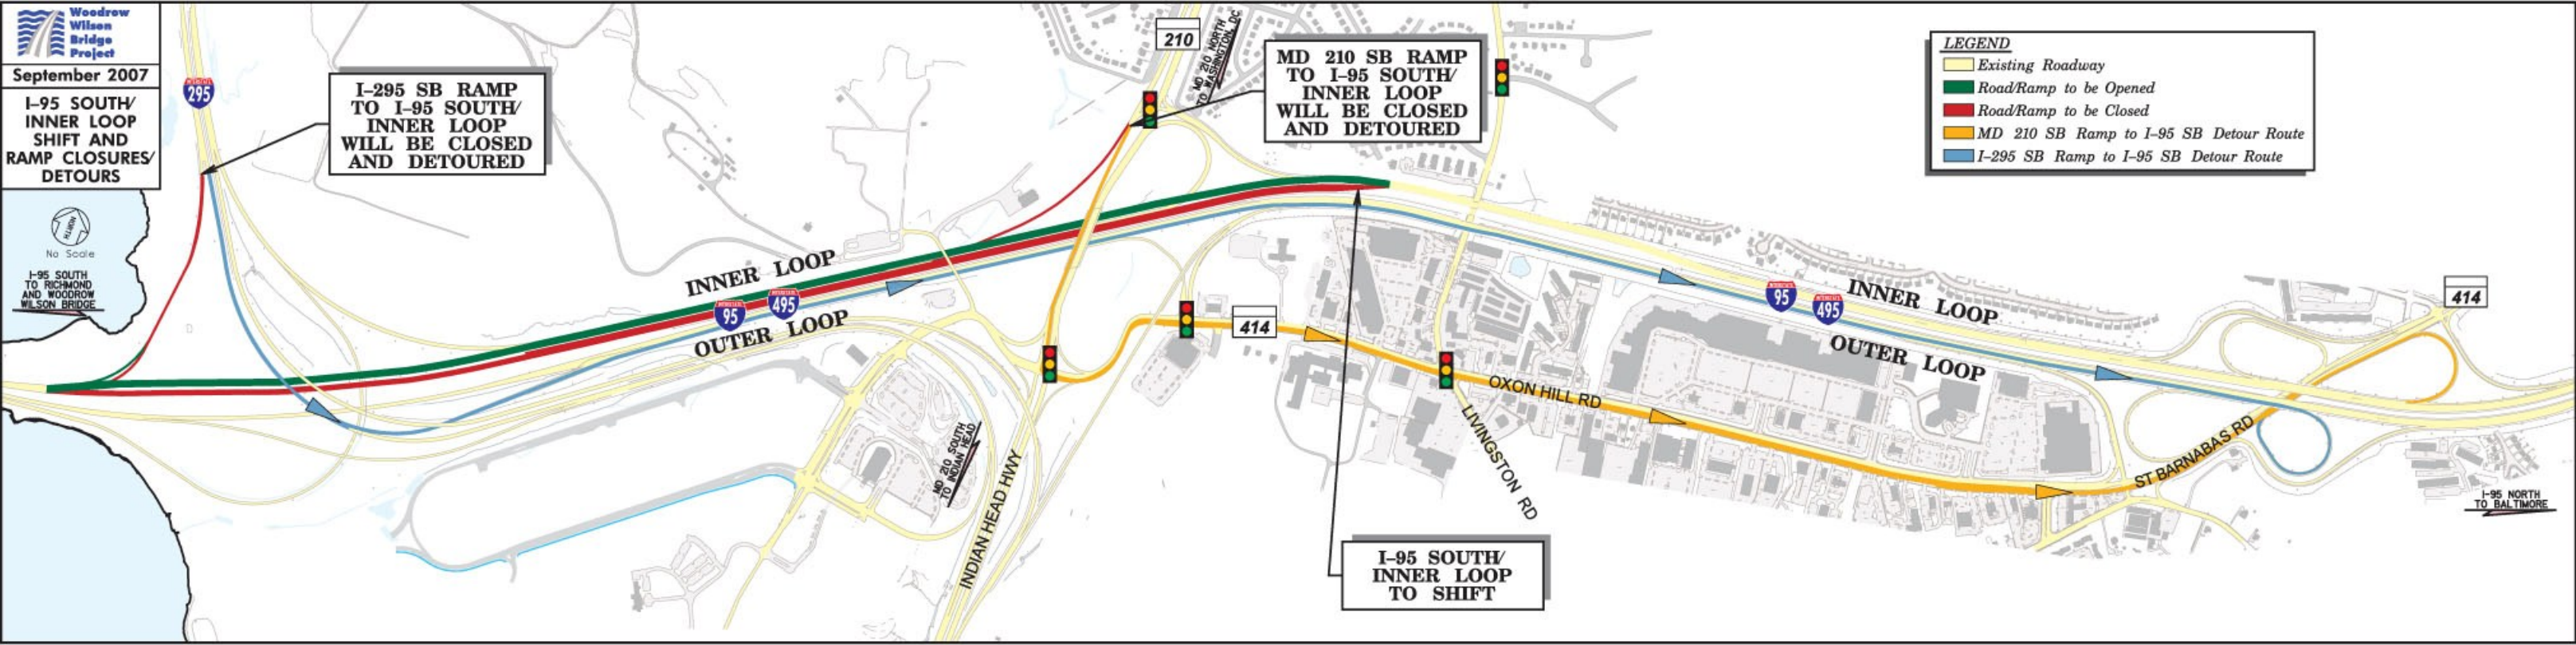 Woodrow
Wilson
Bridge
Project
September 2007
I-95 SOUTH/
INNER LOOP
SHIFT AND
RAMP CLOSURES/
DETOURS
NORTH
No Scale
I-95 SOUTH
TO RICHMOND
AND WOODROW
WILSON BRIDGE
INTERSTATE
295
I-295 SB RAMP
TO I-95 SOUTH/
INNER LOOP
WILL BE CLOSED
AND DETOURED
INNER LOOP
INTERSTATE
95
INTERSTATE
495
OUTER LOOP
210
MD 210 NORTH
TO WASHINGTON, DC
MD 210 SB RAMP
TO I-95 SOUTH/
INNER LOOP
WILL BE CLOSED
AND DETOURED
MD 210 SOUTH
TO INDIAN HEAD
INDIAN HEAD HWY
414
OXON HILL RD
LIVINGSTON RD
I-95 SOUTH/
INNER LOOP
TO SHIFT
INTERSTATE
95
INTERSTATE
495
INNER LOOP
OUTER LOOP
ST BARNABAS RD
414
I-95 NORTH
TO BALTIMORE
LEGEND
Existing Roadway
Road/Ramp to be Opened
Road/Ramp to be Closed
MD 210 SB Ramp to I-95 SB Detour Route
I-295 SB Ramp to I-95 SB Detour Route